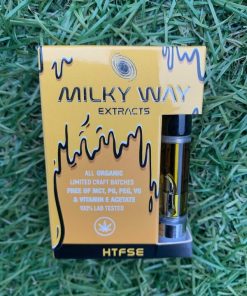 MILKY WAY
EXTRACTS
ALL ORGANIC
LIMITED CRAFT BATCHES
FREE OF MCT, PG, PEG, VG
& VITAMIN E ACETATE
100% LAB TESTED
HTFSE